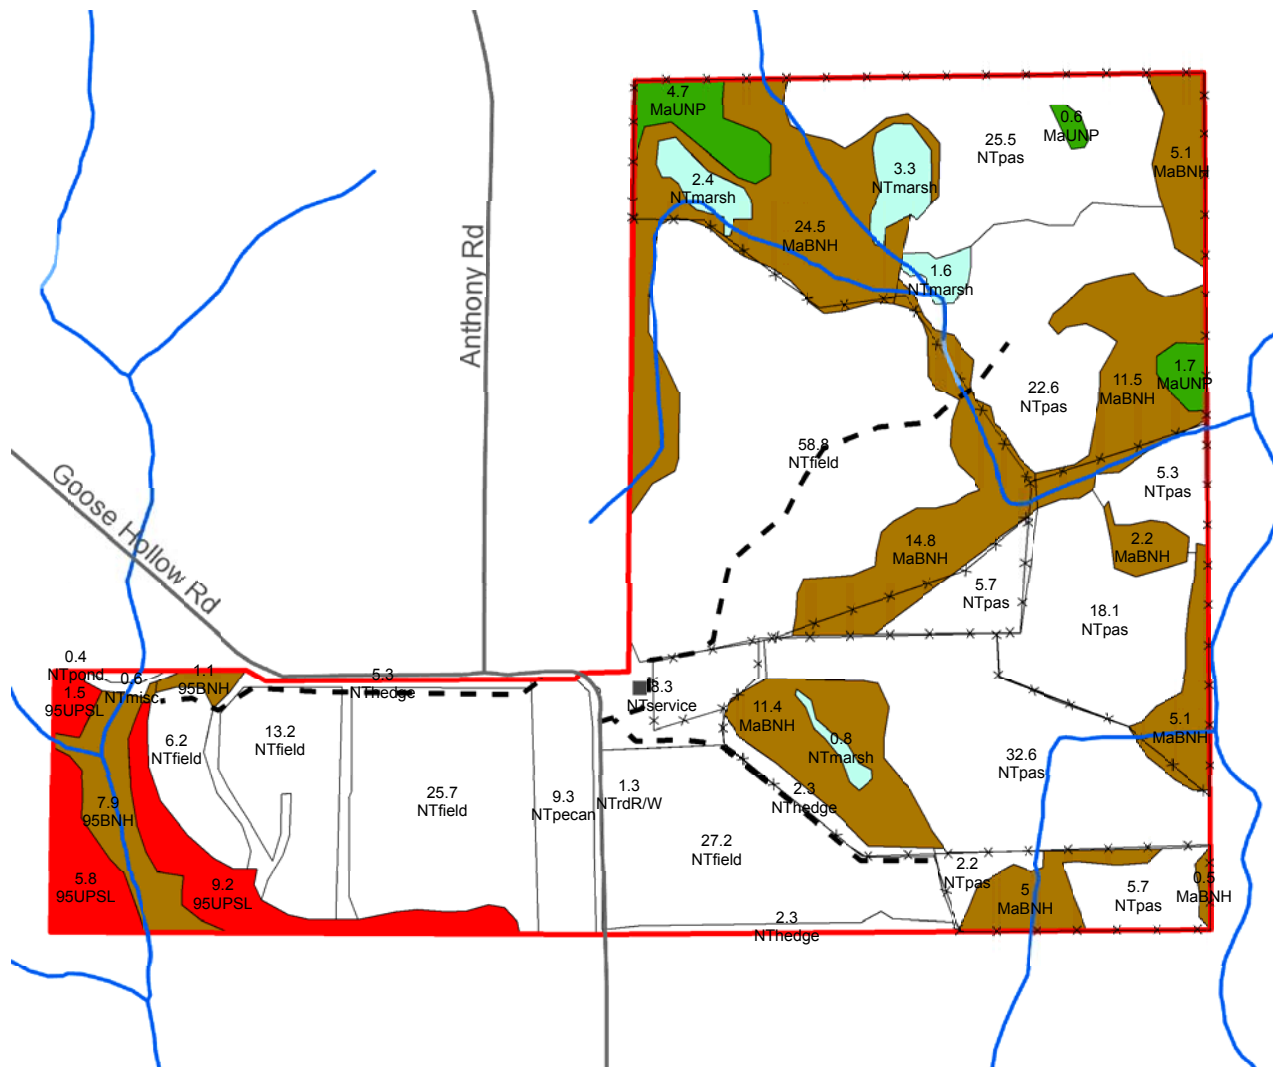 4.7
MaUNP
0.6
MaUNP
25.5
NTpas
5.1
MaBNH
2.4
NTmarsh
3.3
NTmarsh
24.5
MaBNH
1.6
NTmarsh
Anthony Rd
1.7
MaUNP
11.5
MaBNH
22.6
NTpas
58.8
NTfield
5.3
NTpas
Goose Hollow Rd
14.8
MaBNH
2.2
MaBNH
5.7
NTpas
18.1
NTpas
0.4
NTpond
0.6
NTmisc
1.1
95BNH
5.3
NThedge
1.5
95UPSL
8.3
NTservice
11.4
MaBNH
5.1
MaBNH
6.2
NTfield
13.2
NTfield
0.8
NTmarsh
32.6
NTpas
7.9
95BNH
25.7
NTfield
9.3
NTpecan
1.3
NTrdR/W
2.3
NThedge
27.2
NTfield
5.8
95UPSL
9.2
95UPSL
2.2
NTpas
5
MaBNH
5.7
NTpas
0.5
MaBNH
2.3
NThedge